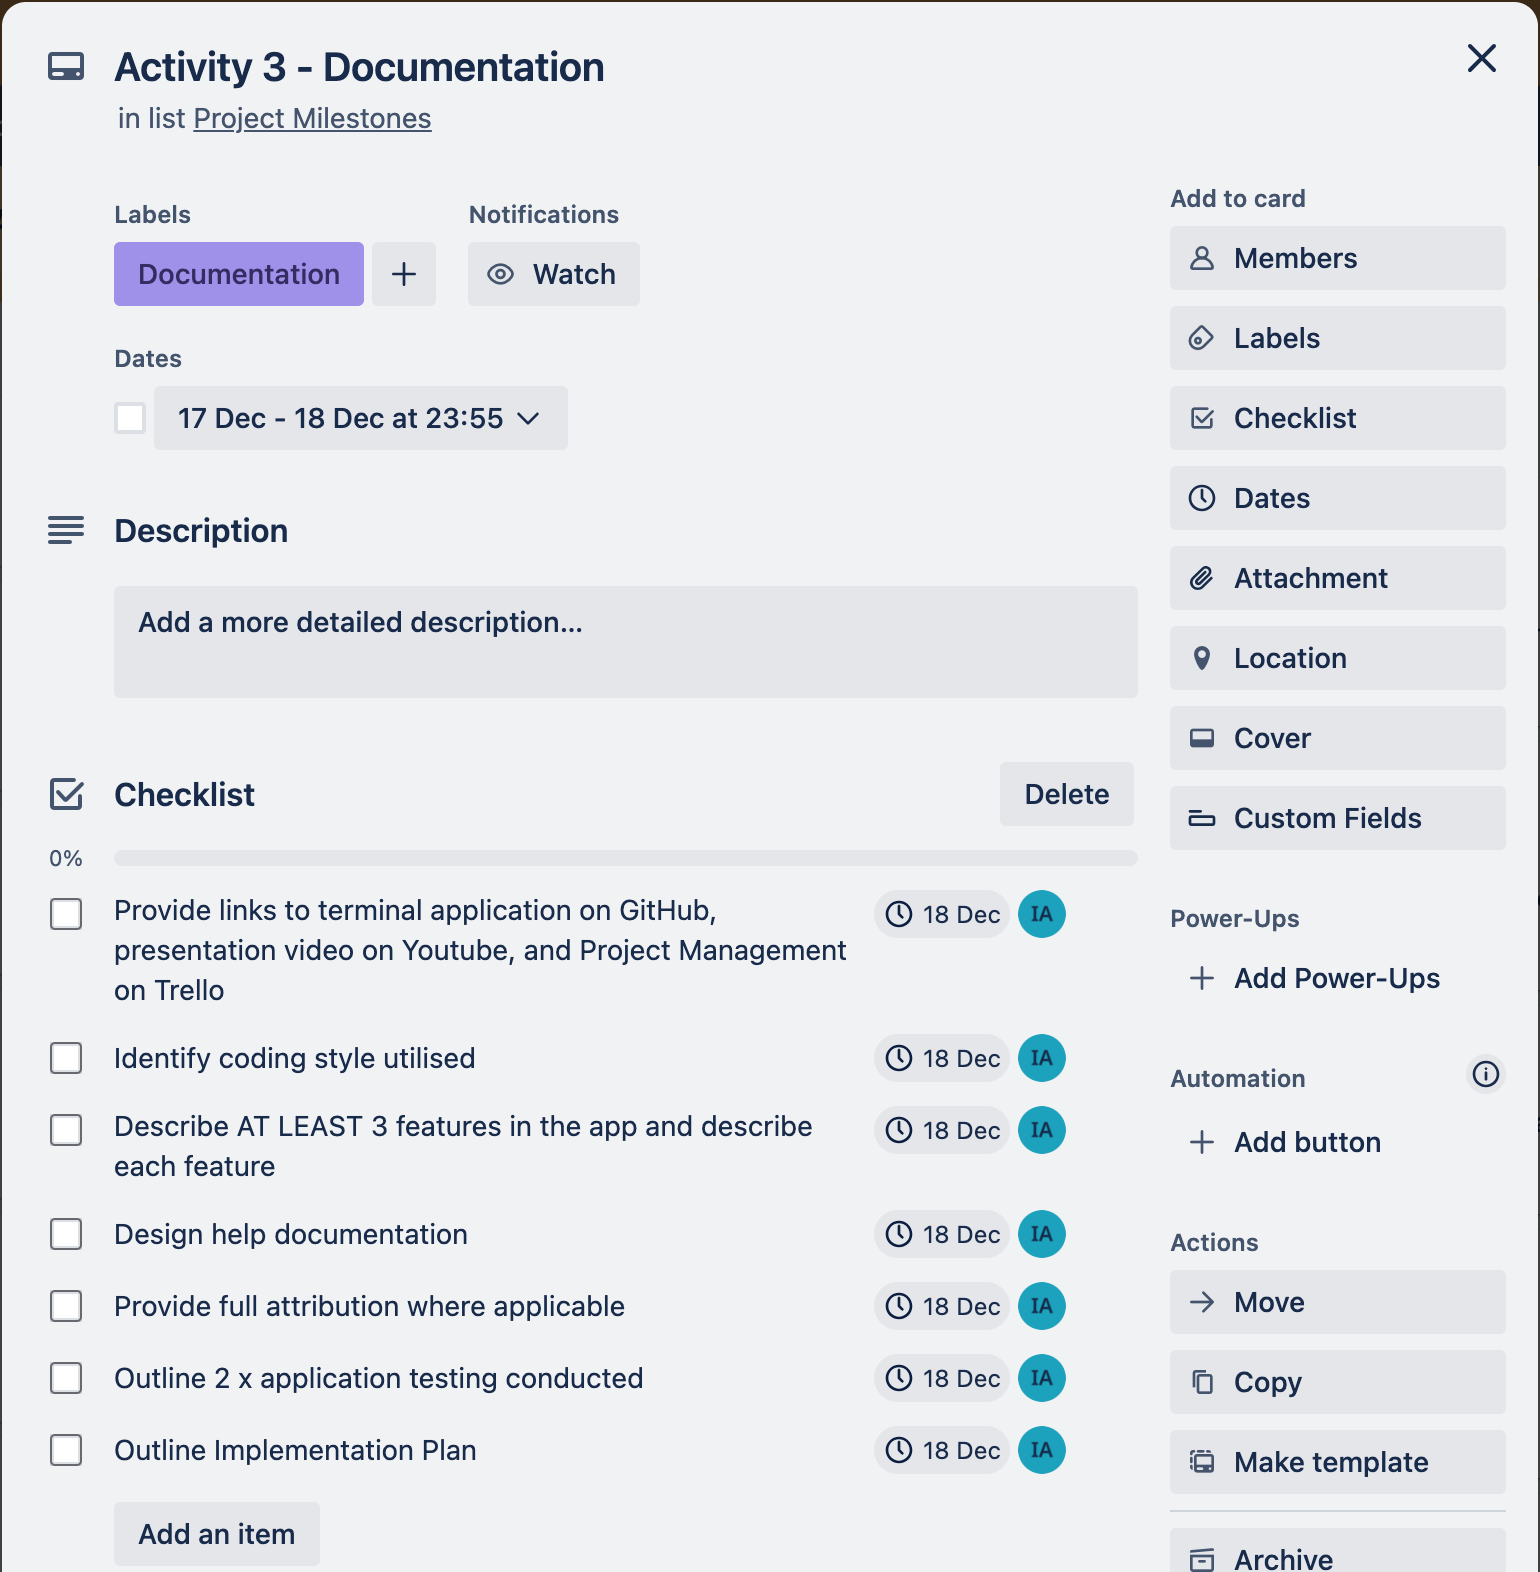 Activity 3 - Documentation
in list Project Milestones
Labels
Documentation
Notifications
Watch
Dates
17 Dec - 18 Dec at 23:55
Description
Add a more detailed description...
Checklist
Delete
0%
Provide links to terminal application on GitHub,
presentation video on Youtube, and Project Management
on Trello
18 Dec IA
Identify coding style utilised
18 Dec IA
Describe AT LEAST 3 features in the app and describe
each feature
18 Dec IA
Design help documentation
18 Dec IA
Provide full attribution where applicable
18 Dec IA
Outline 2 x application testing conducted
18 Dec IA
Outline Implementation Plan
18 Dec IA
Add an item
Add to card
Members
Labels
Checklist
Dates
Attachment
Location
Cover
Custom Fields
Power-Ups
Add Power-Ups
Automation
Add button
Actions
Move
Copy
Make template
Archive